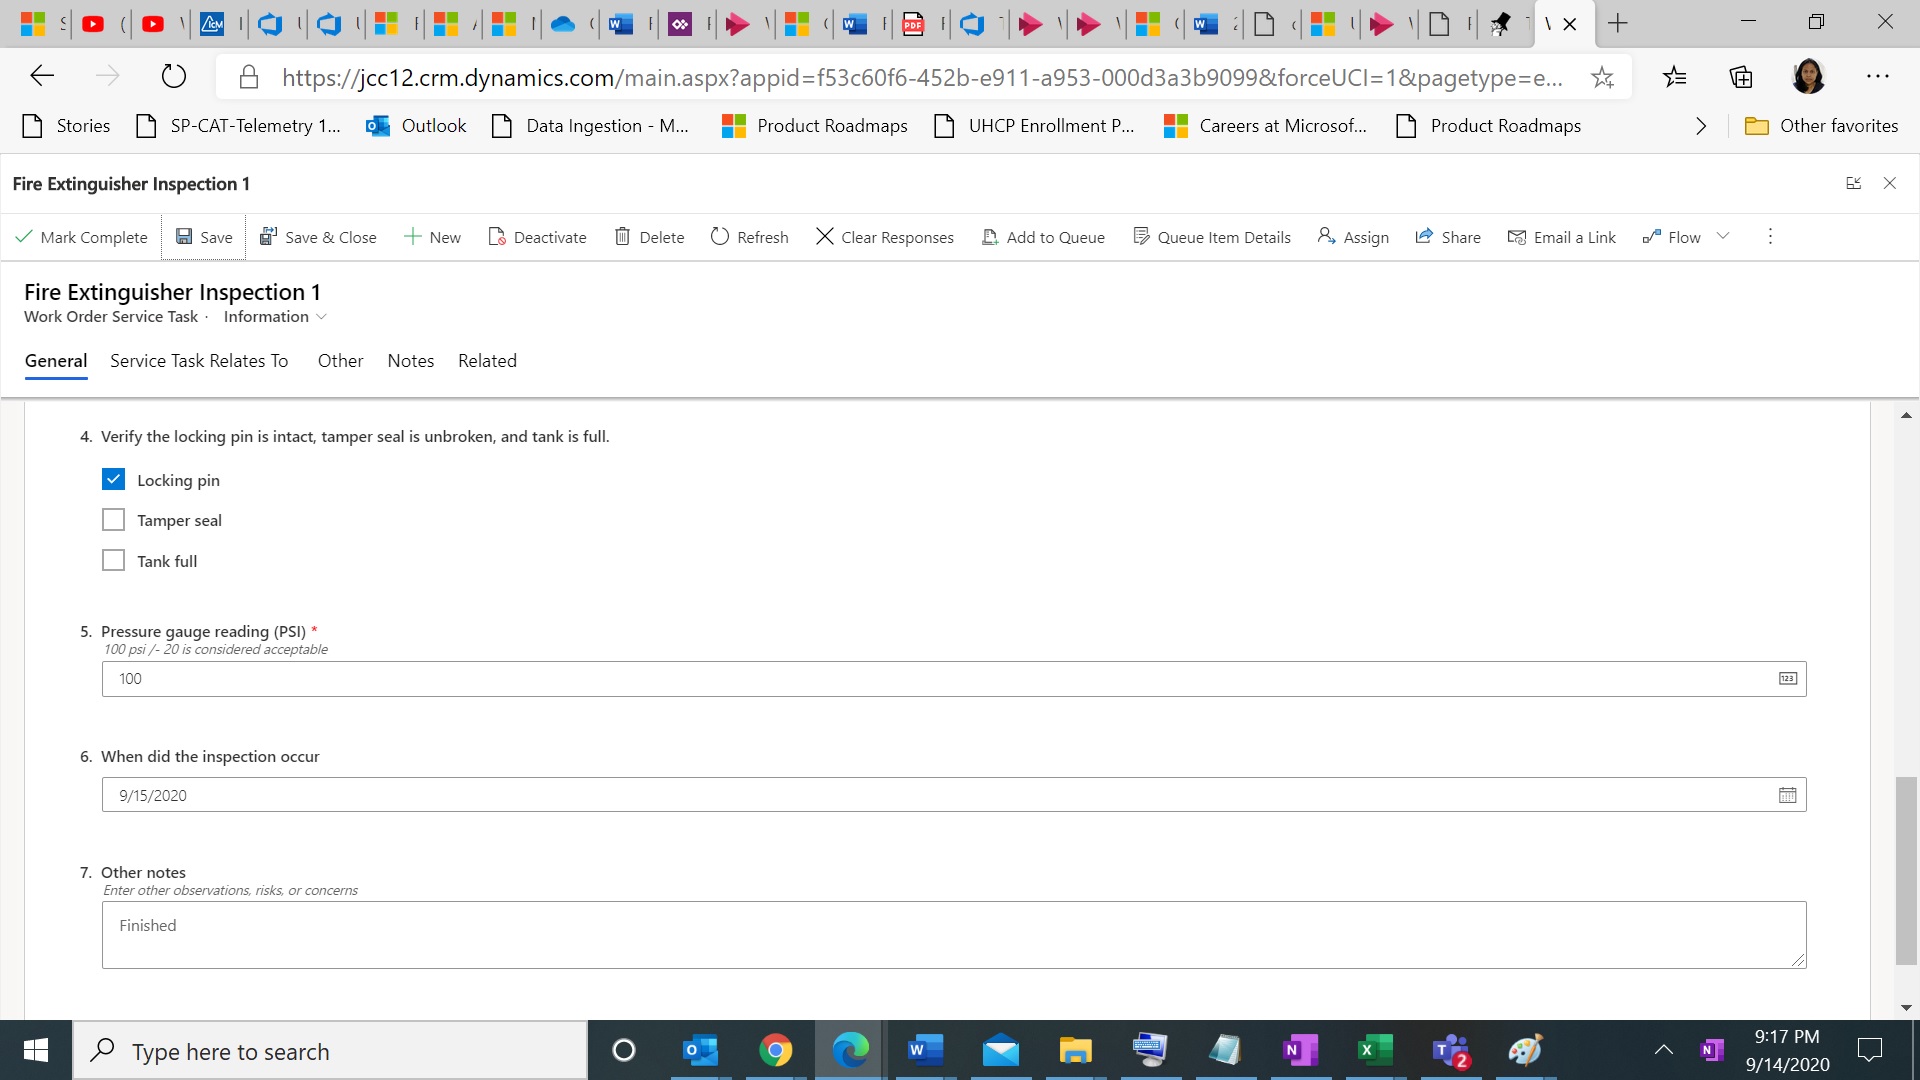 https://jcc12.crm.dynamics.com/main.aspx?appid=f53c60f6-452b-e911-a953-000d3a3b9099&forceUCI=1&pagetype=e...
Stories
SP-CAT-Telemetry 1...
Outlook
Data Ingestion - M...
Product Roadmaps
UHCP Enrollment P...
Careers at Microsof...
Product Roadmaps
Other favorites
Fire Extinguisher Inspection 1
Mark Complete
Save
Save & Close
New
Deactivate
Delete
Refresh
Clear Responses
Add to Queue
Queue Item Details
Assign
Share
Email a Link
Flow
Fire Extinguisher Inspection 1
Work Order Service Task · Information
General
Service Task Relates To
Other
Notes
Related
4. Verify the locking pin is intact, tamper seal is unbroken, and tank is full.
Locking pin
Tamper seal
Tank full
5. Pressure gauge reading (PSI) *
100 psi /- 20 is considered acceptable
100
123
6. When did the inspection occur
9/15/2020
7. Other notes
Enter other observations, risks, or concerns
Finished
Type here to search
2
9:17 PM
9/14/2020